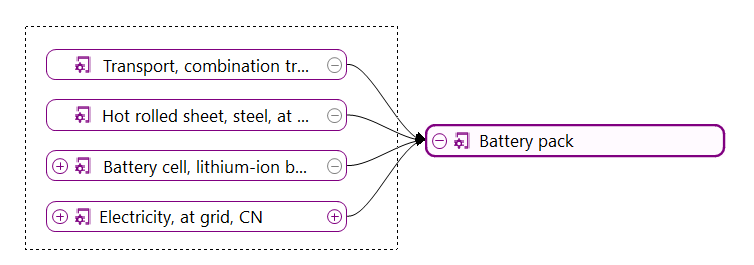 Transport, combination tr...
Hot rolled sheet, steel, at ...
Battery cell, lithium-ion b...
Electricity, at grid, CN
Battery pack